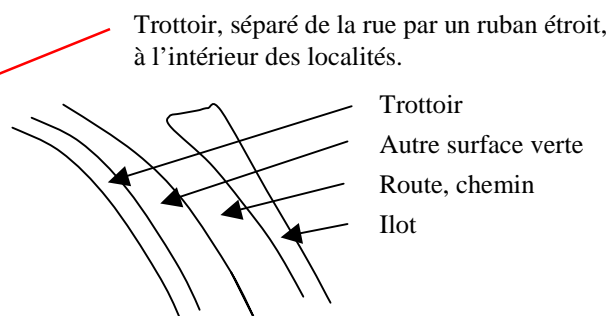 Trottoir, séparé de la rue par un ruban étroit,
à l’intérieur des localités.
Trottoir
Autre surface verte
Route, chemin
Ilot